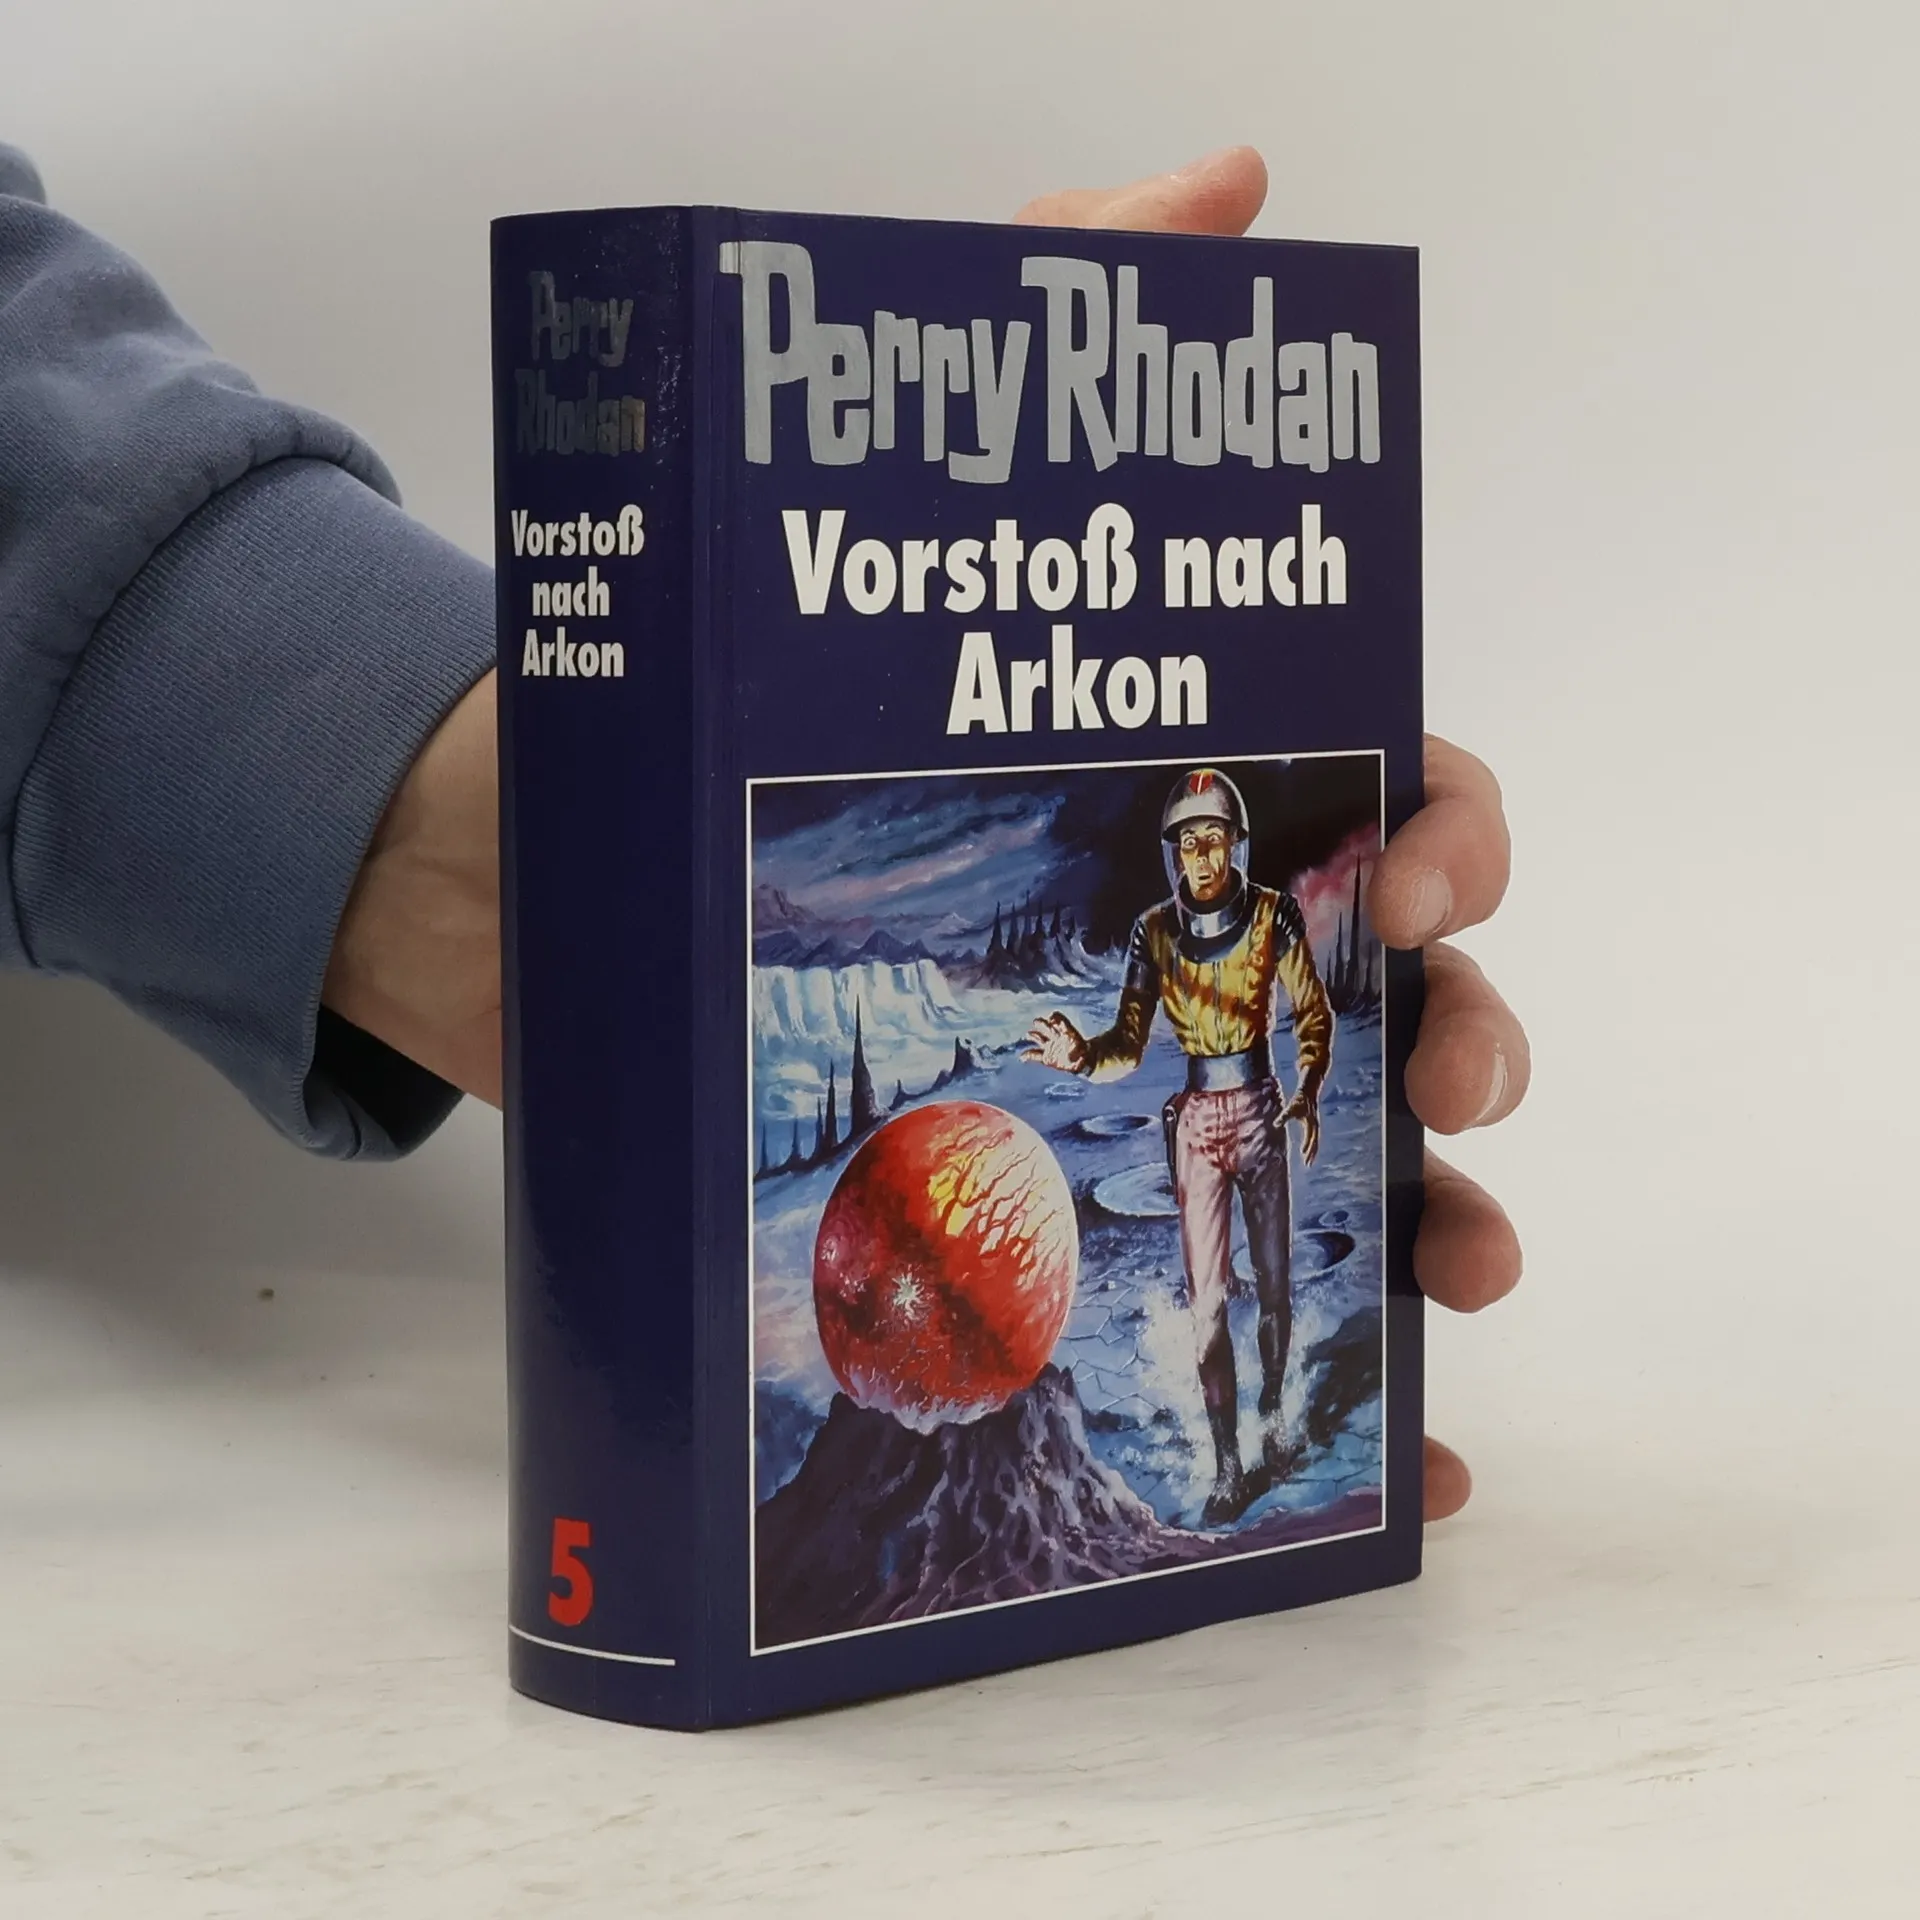 Perry
Rhodan
Vorstoß
nach
Arkon
5
Perry Rhodan
Vorstoß nach
Arkon